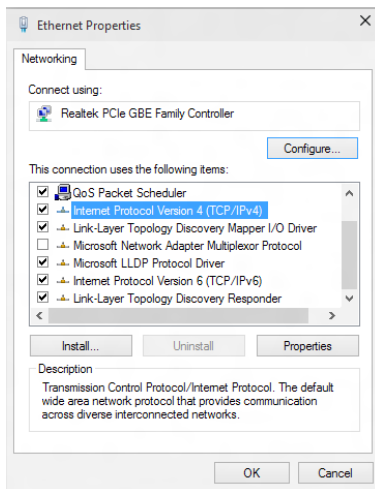 Ethernet Properties
Networking
Connect using:
Realtek PCIe GBE Family Controller
Configure...
This connection uses the following items:
QoS Packet Scheduler
Internet Protocol Version 4 (TCP/IPv4)
Link-Layer Topology Discovery Mapper I/O Driver
Microsoft Network Adapter Multiplexor Protocol
Microsoft LLDP Protocol Driver
Internet Protocol Version 6 (TCP/IPv6)
Link-Layer Topology Discovery Responder
Install... Uninstall Properties
Description
Transmission Control Protocol/Internet Protocol. The default
wide area network protocol that provides communication
across diverse interconnected networks.
OK Cancel